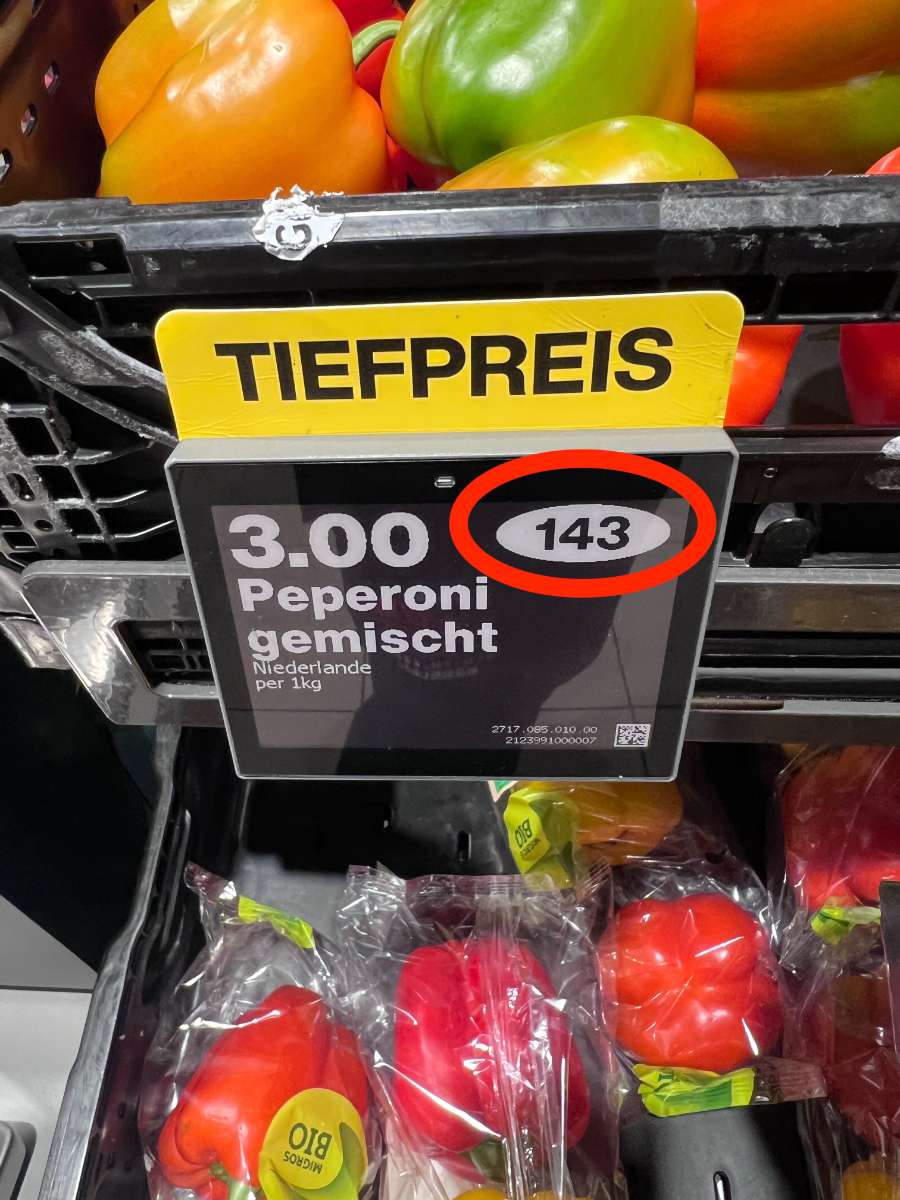 G
TIEFPREIS
3.00
143
Peperoni
gemischt
Niederlande
per 1kg
2717.085.010.00
2123991000007
BIO
MIGROS
BIO